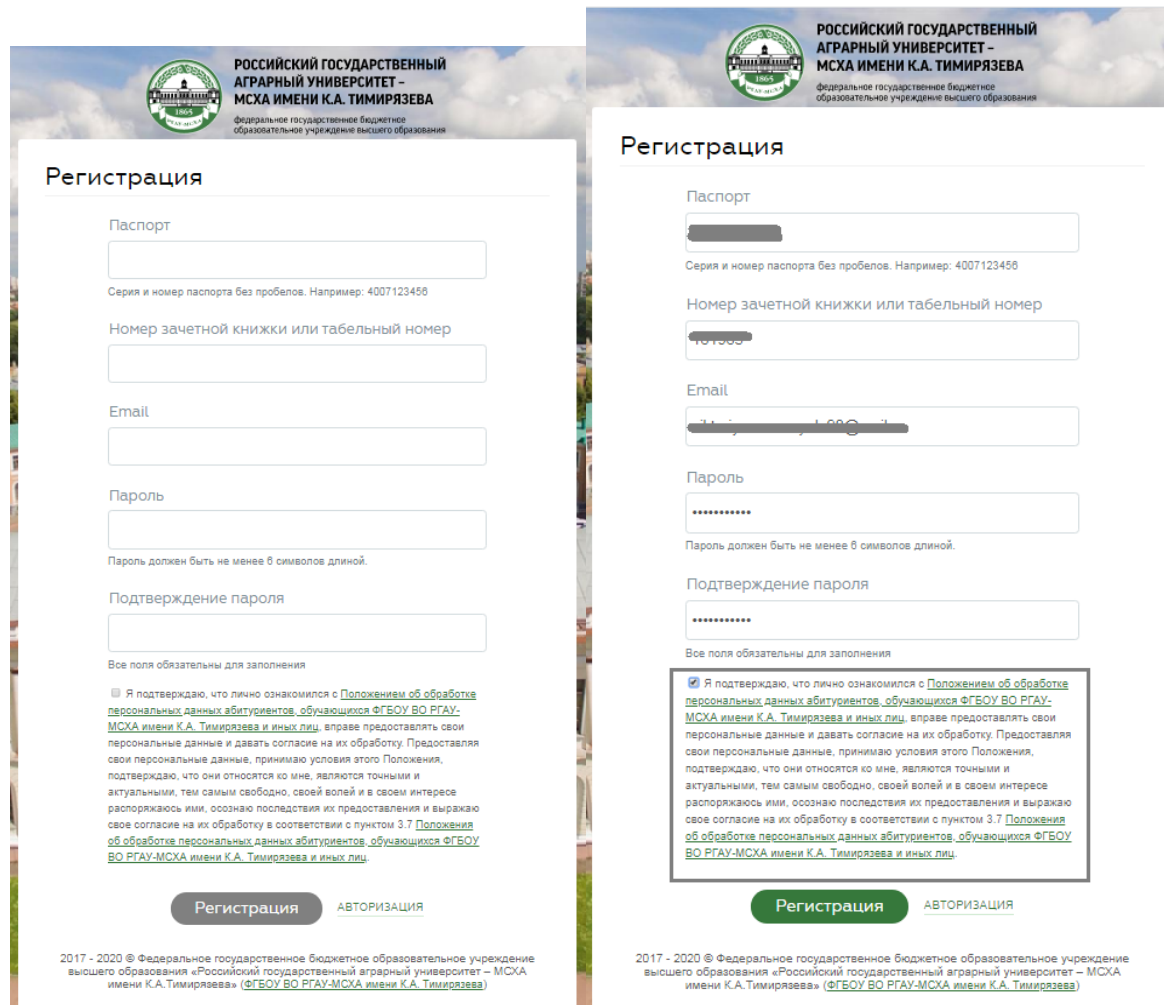 РОССИЙСКИЙ ГОСУДАРСТВЕННЫЙ
АГРАРНЫЙ УНИВЕРСИТЕТ –
МСХА ИМЕНИ К.А. ТИМИРЯЗЕВА
федеральное государственное бюджетное
образовательное учреждение высшего образования
1865
РГАУ-МСХА
Регистрация
Паспорт
Серия и номер паспорта без пробелов. Например: 4007123456
Номер зачетной книжки или табельный номер
Email
Пароль
Пароль должен быть не менее 6 символов длиной.
Подтверждение пароля
Все поля обязательны для заполнения
Я подтверждаю, что лично ознакомился с Положением об обработке
персональных данных абитуриентов, обучающихся ФГБОУ ВО РГАУ-
МСХА имени К.А. Тимирязева и иных лиц, вправе предоставлять свои
персональные данные и давать согласие на их обработку. Предоставляя
свои персональные данные, принимаю условия этого Положения,
подтверждаю, что они относятся ко мне, являются точными и
актуальными, тем самым свободно, своей волей и в своем интересе
распоряжаюсь ими, осознаю последствия их предоставления и выражаю
свое согласие на их обработку в соответствии с пунктом 3.7 Положения
об обработке персональных данных абитуриентов, обучающихся ФГБОУ
ВО РГАУ-МСХА имени К.А. Тимирязева и иных лиц.
Регистрация АВТОРИЗАЦИЯ
2017 - 2020 © Федеральное государственное бюджетное образовательное учреждение
высшего образования «Российский государственный аграрный университет – МСХА
имени К.А.Тимирязева» (ФГБОУ ВО РГАУ-МСХА имени К.А. Тимирязева)
РОССИЙСКИЙ ГОСУДАРСТВЕННЫЙ
АГРАРНЫЙ УНИВЕРСИТЕТ –
МСХА ИМЕНИ К.А. ТИМИРЯЗЕВА
федеральное государственное бюджетное
образовательное учреждение высшего образования
1865
РГАУ-МСХА
Регистрация
Паспорт
Серия и номер паспорта без пробелов. Например: 4007123456
Номер зачетной книжки или табельный номер
Email
Пароль
•••••••••••
Пароль должен быть не менее 6 символов длиной.
Подтверждение пароля
•••••••••••
Все поля обязательны для заполнения
Я подтверждаю, что лично ознакомился с Положением об обработке
персональных данных абитуриентов, обучающихся ФГБОУ ВО РГАУ-
МСХА имени К.А. Тимирязева и иных лиц, вправе предоставлять свои
персональные данные и давать согласие на их обработку. Предоставляя
свои персональные данные, принимаю условия этого Положения,
подтверждаю, что они относятся ко мне, являются точными и
актуальными, тем самым свободно, своей волей и в своем интересе
распоряжаюсь ими, осознаю последствия их предоставления и выражаю
свое согласие на их обработку в соответствии с пунктом 3.7 Положения
об обработке персональных данных абитуриентов, обучающихся ФГБОУ
ВО РГАУ-МСХА имени К.А. Тимирязева и иных лиц.
Регистрация АВТОРИЗАЦИЯ
2017 - 2020 © Федеральное государственное бюджетное образовательное учреждение
высшего образования «Российский государственный аграрный университет – МСХА
имени К.А.Тимирязева» (ФГБОУ ВО РГАУ-МСХА имени К.А. Тимирязева)